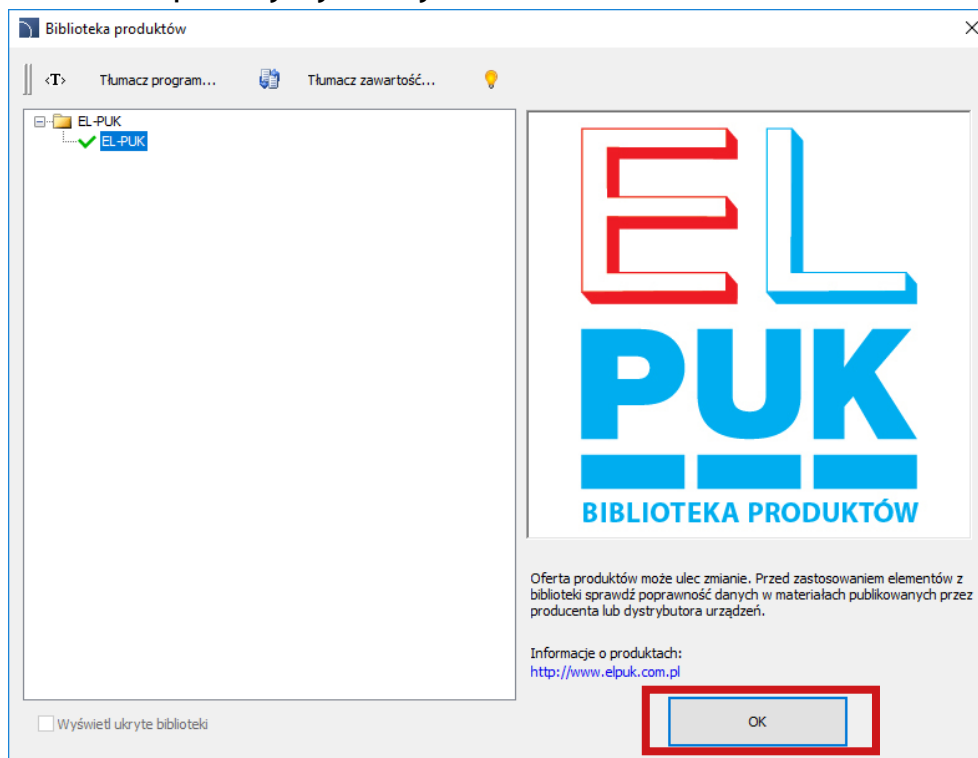 Biblioteka produktów
<T> Tłumacz program... Tłumacz zawartość...
EL-PUK
EL-PUK
EL
PUK
BIBLIOTEKA PRODUKTÓW
Oferta produktów może ulec zmianie. Przed zastosowaniem elementów z
biblioteki sprawdź poprawność danych w materiałach publikowanych przez
producenta lub dystrybutora urządzeń.
Informacje o produktach:
http://www.elpuk.com.pl
Wyświetl ukryte biblioteki
OK